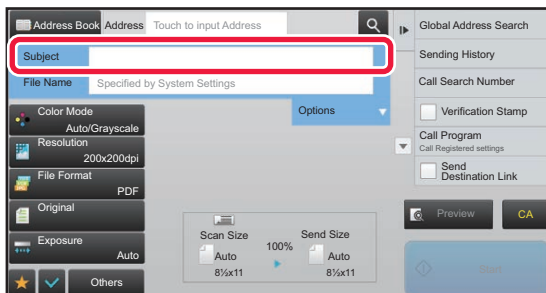 Address Book Address Touch to input Address
Subject
File Name Specified by System Settings
Color Mode
Auto/Grayscale
Options
Resolution
200x200dpi
File Format
PDF
Original
Exposure
Auto
Others
Scan Size
Auto
8½x11
100%
Send Size
Auto
8½x11
Global Address Search
Sending History
Call Search Number
Verification Stamp
Call Program
Call Registered settings
Send
Destination Link
Preview
CA
Start